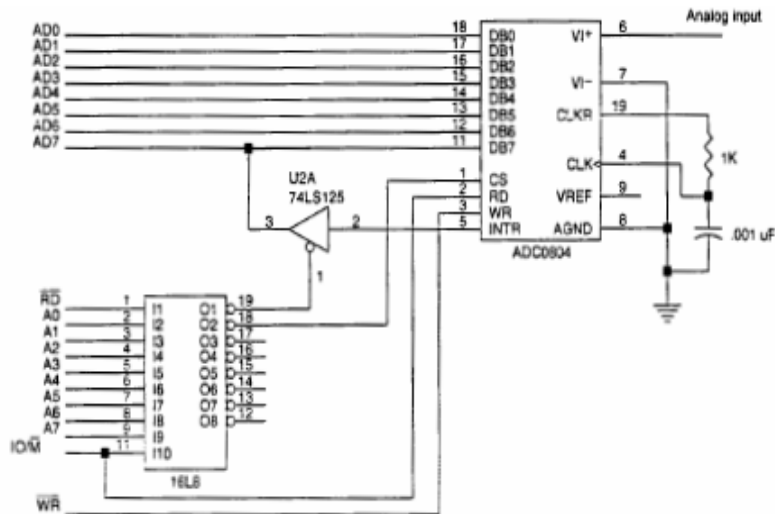 Analog input
AD0 18 DB0 VI+ 6
AD1 17 DB1
AD2 16 DB2
AD3 15 DB3 VI− 7
AD4 14 DB4
AD5 13 DB5 CLKR 19
AD6 12 DB6
AD7 11 DB7
1K
CLK 4
U2A
74LS125
1 CS
2 RD VREF 9
3 WR
5 INTR AGND 8
.001 uF
ADC0804
3 2
1
RD 1 I1 O1 19
A0 2 I2 O2 18
A1 3 I3 O3 17
A2 4 I4 O4 16
A3 5 I5 O5 15
A4 6 I6 O6 14
A5 7 I7 O7 13
A6 8 I8 O8 12
A7 9 I9
IO/M 11 I10
16L8
WR